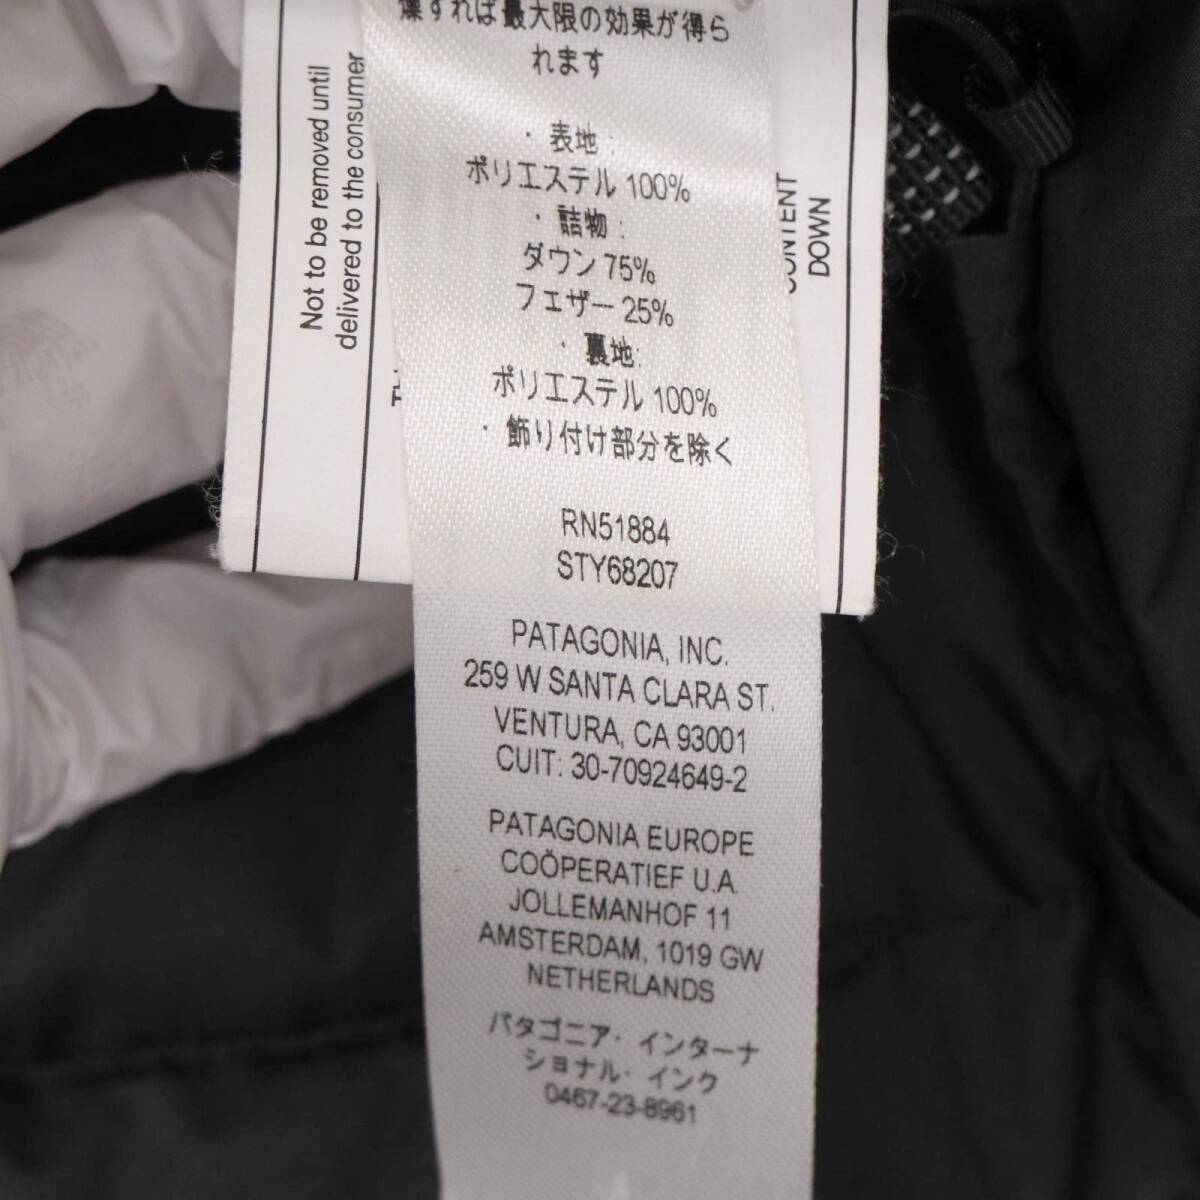 燥すれば最大限の効果が得ら
れます
・表地：
ポリエステル 100%
・詰物：
ダウン 75%
フェザー 25%
・裏地:
ポリエステル 100%
・飾り付け部分を除く
RN51884
STY68207
PATAGONIA, INC.
259 W SANTA CLARA ST.
VENTURA, CA 93001
CUIT: 30-70924649-2
PATAGONIA EUROPE
COÖPERATIEF U.A.
JOLLEMANHOF 11
AMSTERDAM, 1019 GW
NETHERLANDS
パタゴニア・インターナ
ショナル・インク
0467-23-8961
Not to be removed until
delivered to the consumer
DOWN